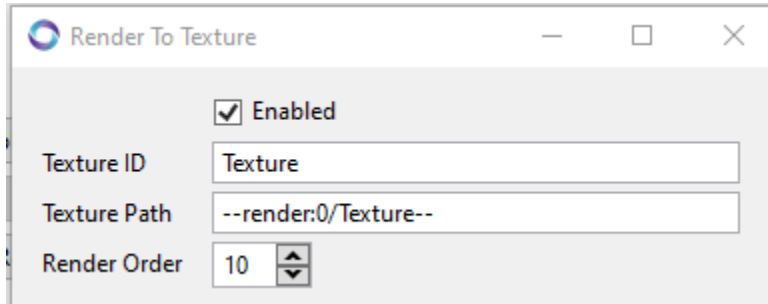 Render To Texture
Enabled
Texture ID Texture
Texture Path --render:0/Texture--
Render Order 10